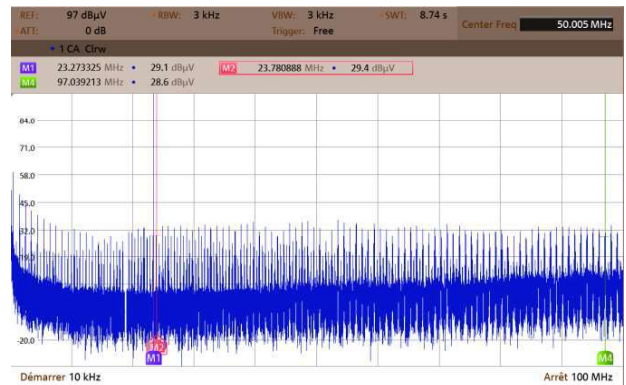 REF: 97 dBµV • RBW: 3 kHz VBW: 3 kHz • SWT: 8.74 s Center Freq 50.005 MHz
• ATT: 0 dB Trigger: Free
• 1 CA Clrw
M1 23.273325 MHz • 29.1 dBµV M2 23.780888 MHz • 29.4 dBµV
M4 97.039213 MHz • 28.6 dBµV
84.0
71.0
58.0
45.0
32.0
19.0
-20.0
M2
M1 M4
Démarrer 10 kHz Arrêt 100 MHz